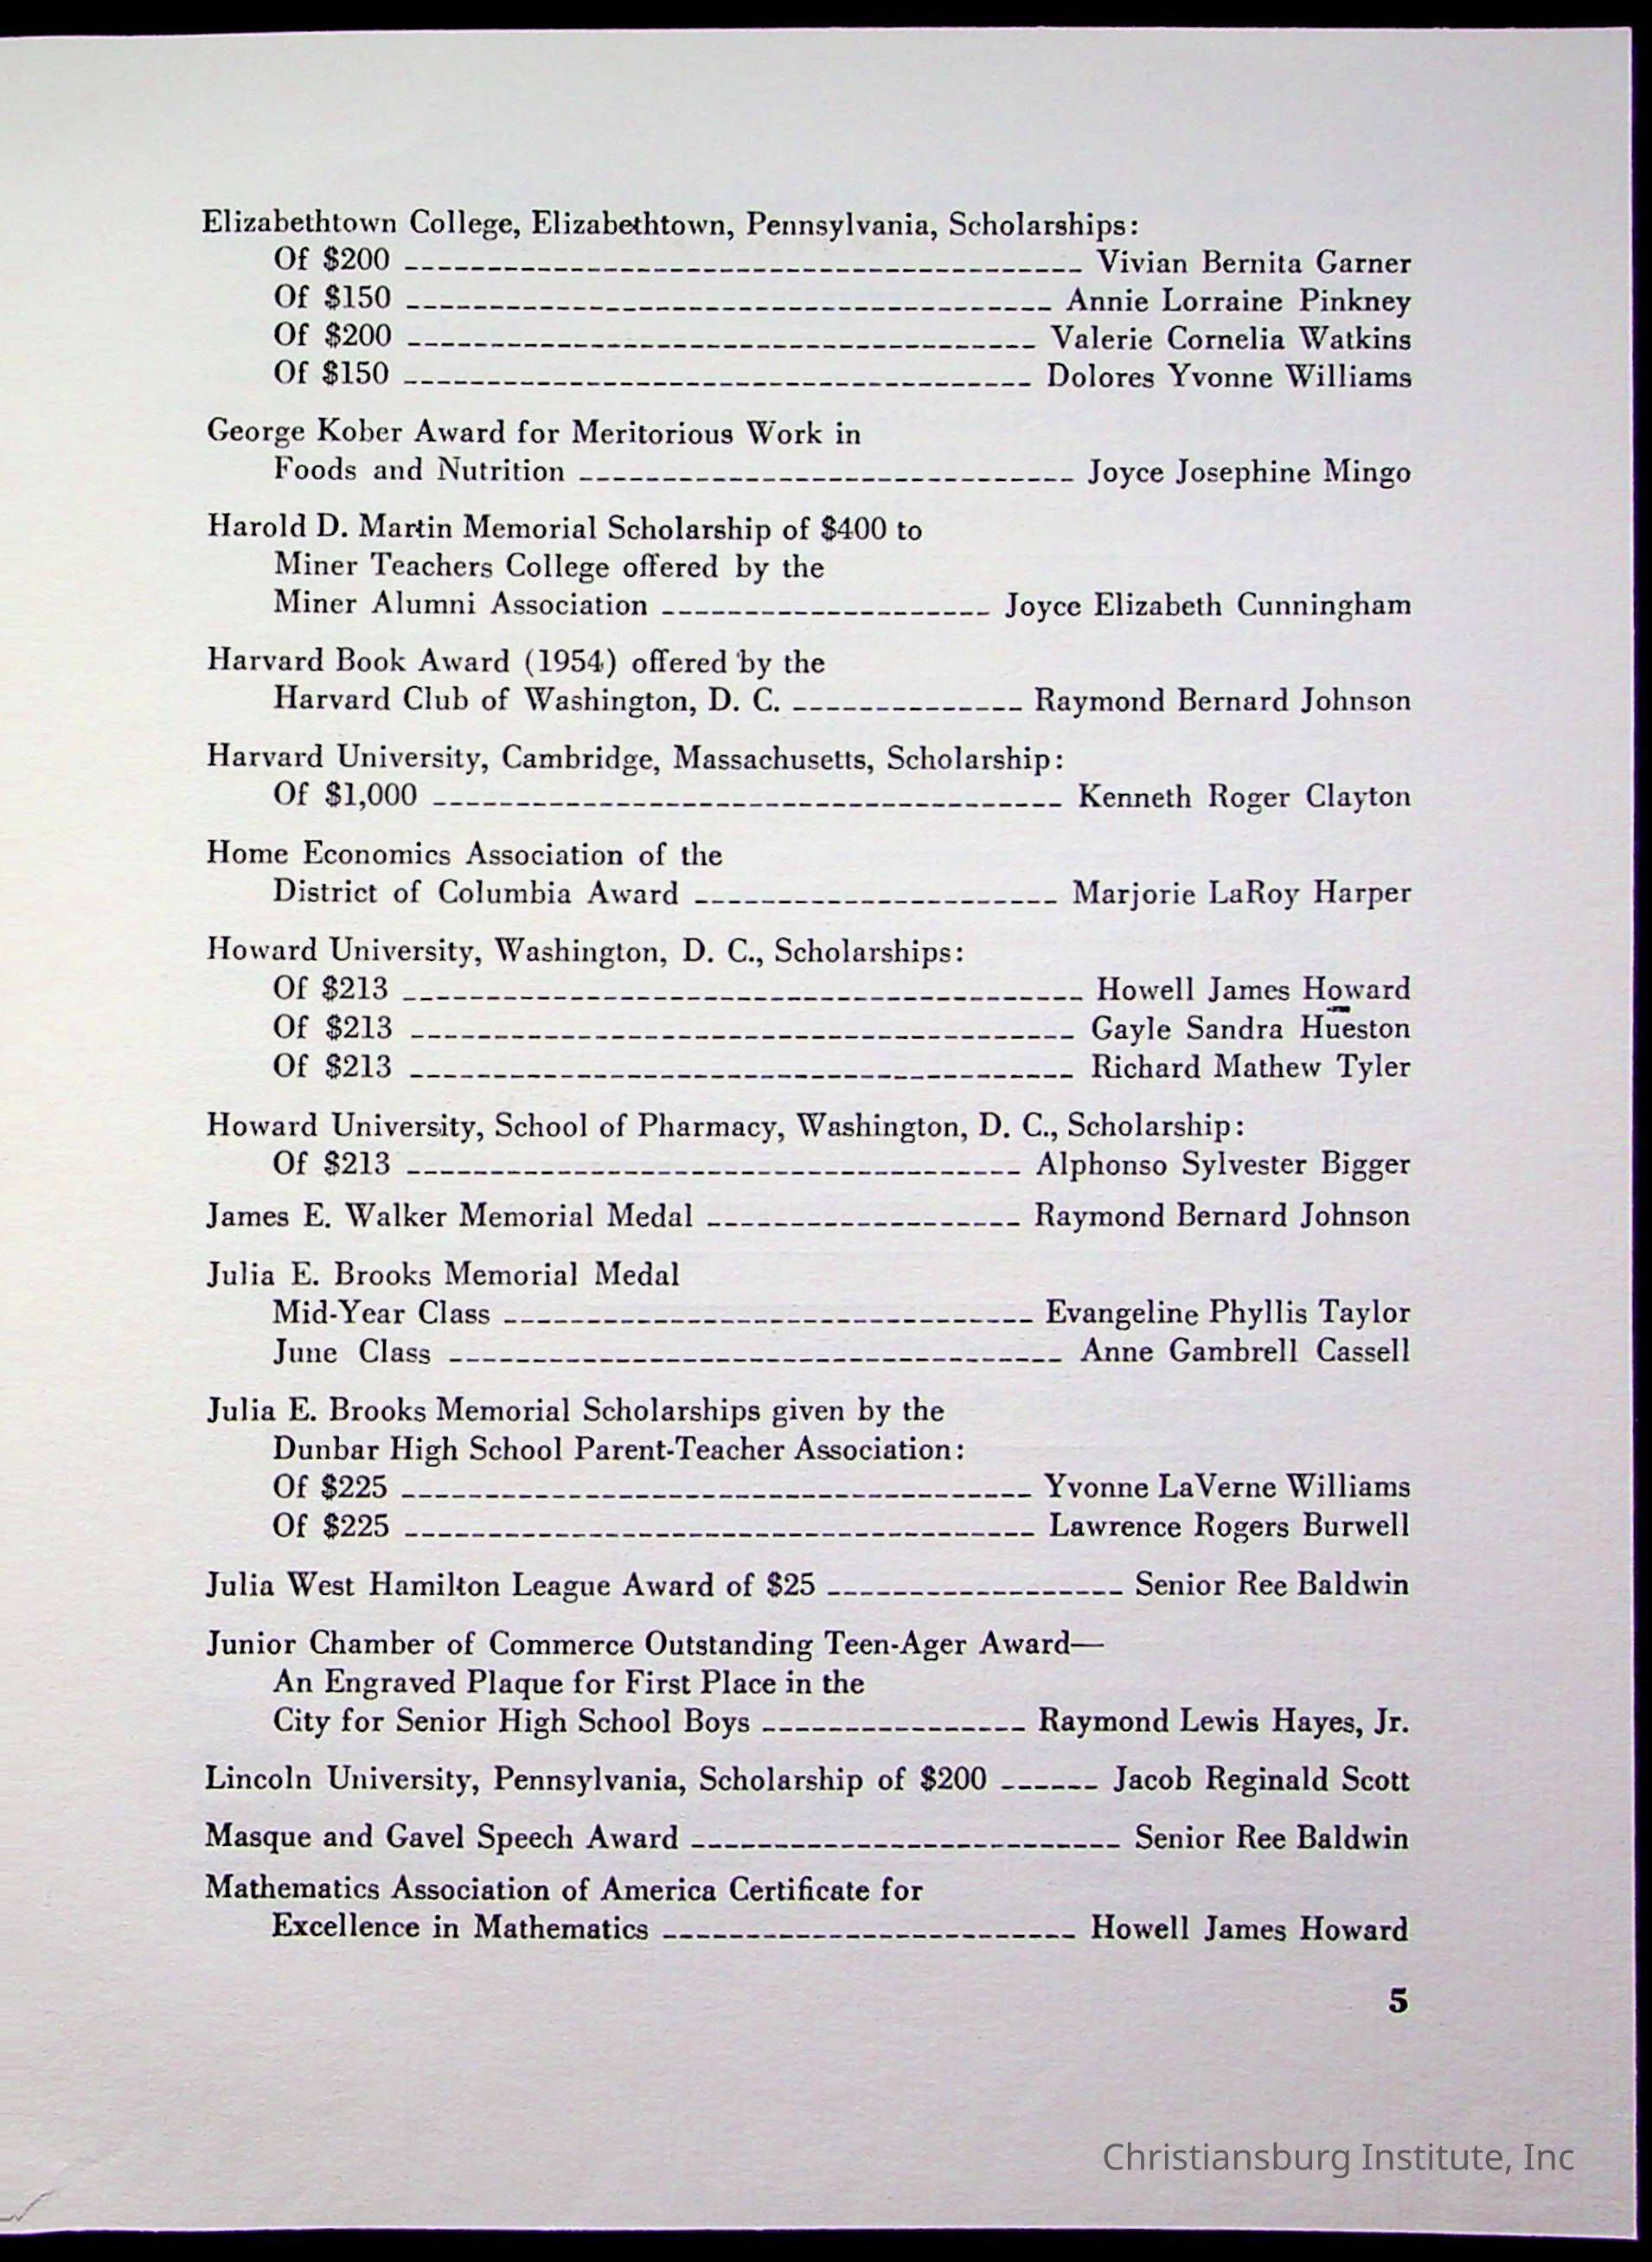 Elizabethtown College, Elizabethtown, Pennsylvania, Scholarships:
Of $200 ---------------------------------------- Vivian Bernita Garner
Of $150 -------------------------------------- Annie Lorraine Pinkney
Of $200 ------------------------------------- Valerie Cornelia Watkins
Of $150 ------------------------------------- Dolores Yvonne Williams
George Kober Award for Meritorious Work in
Foods and Nutrition ----------------------------- Joyce Josephine Mingo
Harold D. Martin Memorial Scholarship of $400 to
Miner Teachers College offered by the
Miner Alumni Association ------------------- Joyce Elizabeth Cunningham
Harvard Book Award (1954) offered by the
Harvard Club of Washington, D. C. -------------- Raymond Bernard Johnson
Harvard University, Cambridge, Massachusetts, Scholarship:
Of $1,000 ------------------------------------- Kenneth Roger Clayton
Home Economics Association of the
District of Columbia Award --------------------- Marjorie LaRoy Harper
Howard University, Washington, D. C., Scholarships:
Of $213 ---------------------------------------- Howell James Howard
Of $213 --------------------------------------- Gayle Sandra Hueston
Of $213 --------------------------------------- Richard Mathew Tyler
Howard University, School of Pharmacy, Washington, D. C., Scholarship:
Of $213 ------------------------------------ Alphonso Sylvester Bigger
James E. Walker Memorial Medal ------------------- Raymond Bernard Johnson
Julia E. Brooks Memorial Medal
Mid-Year Class ------------------------------- Evangeline Phyllis Taylor
June Class ------------------------------------ Anne Gambrell Cassell
Julia E. Brooks Memorial Scholarships given by the
Dunbar High School Parent-Teacher Association:
Of $225 ------------------------------------- Yvonne LaVerne Williams
Of $225 ------------------------------------- Lawrence Rogers Burwell
Julia West Hamilton League Award of $25 ------------------ Senior Ree Baldwin
Junior Chamber of Commerce Outstanding Teen-Ager Award—
An Engraved Plaque for First Place in the
City for Senior High School Boys ---------------- Raymond Lewis Hayes, Jr.
Lincoln University, Pennsylvania, Scholarship of $200 ------ Jacob Reginald Scott
Masque and Gavel Speech Award -------------------------- Senior Ree Baldwin
Mathematics Association of America Certificate for
Excellence in Mathematics ------------------------- Howell James Howard
5
Christiansburg Institute, Inc